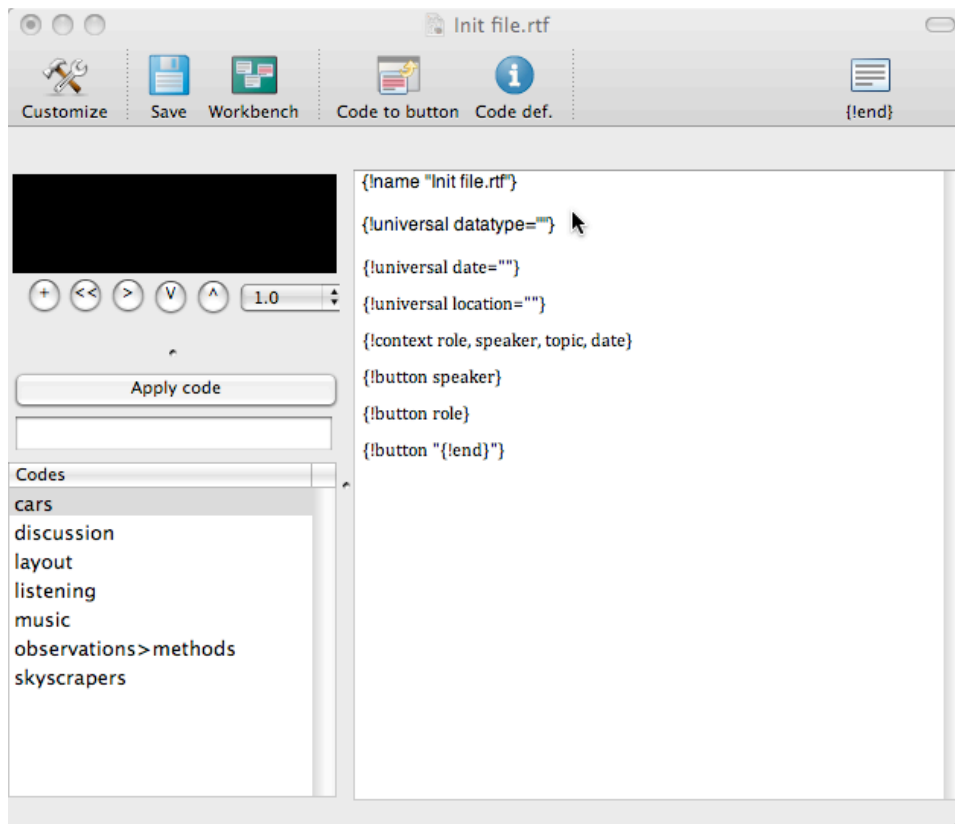 Init file.rtf
Customize Save Workbench Code to button Code def. {!end}
+ << > V ^ 1.0
Apply code
Codes
cars
discussion
layout
listening
music
observations>methods
skyscrapers
{!name "Init file.rtf"}
{!universal datatype=""}
{!universal date=""}
{!universal location=""}
{!context role, speaker, topic, date}
{!button speaker}
{!button role}
{!button "{!end}"}